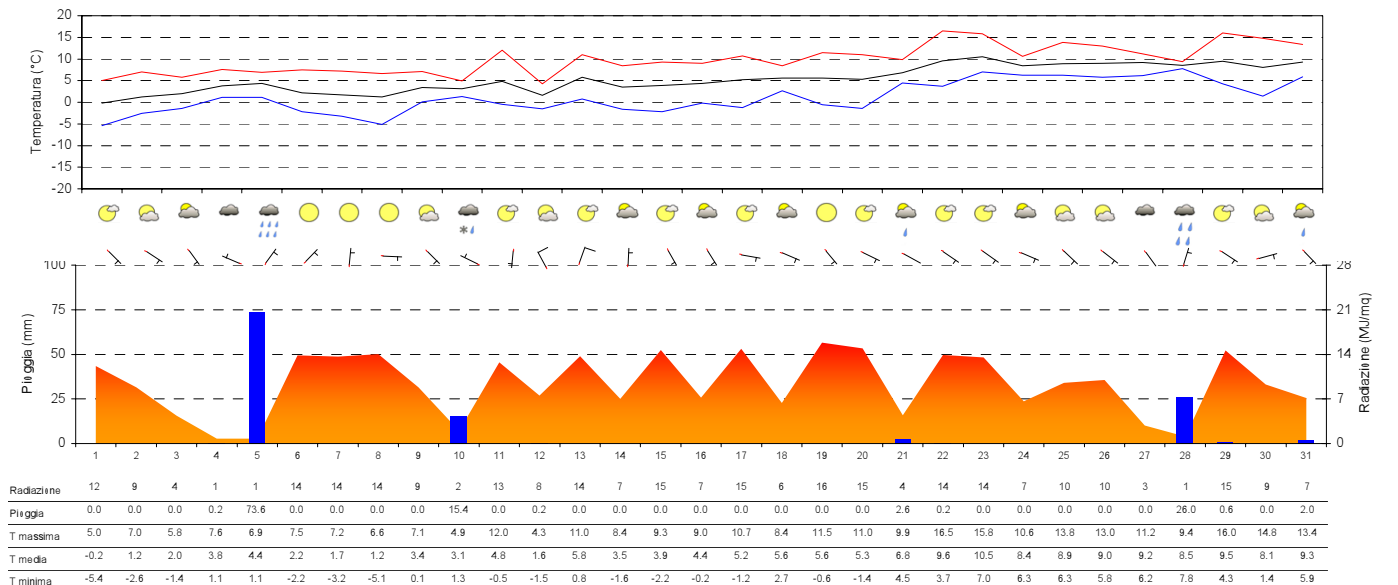 Temperatura (°C)
20
15
10
5
0
-5
-10
-15
-20
Pioggia (mm)
100
75
50
25
0
Radiazione (MJ/mq)
28
21
14
7
0
1 2 3 4 5 6 7 8 9 10 11 12 13 14 15 16 17 18 19 20 21 22 23 24 25 26 27 28 29 30 31
Radiazione 12 9 4 1 1 14 14 14 9 2 13 8 14 7 15 7 15 6 16 15 4 14 14 7 10 10 3 1 15 9 7
Pioggia 0.0 0.0 0.0 0.2 73.6 0.0 0.0 0.0 0.0 15.4 0.0 0.2 0.0 0.0 0.0 0.0 0.0 0.0 0.0 0.0 2.6 0.2 0.0 0.0 0.0 0.0 0.0 26.0 0.6 0.0 2.0
T massima 5.0 7.0 5.8 7.6 6.9 7.5 7.2 6.6 7.1 4.9 12.0 4.3 11.0 8.4 9.3 9.0 10.7 8.4 11.5 11.0 9.9 16.5 15.8 10.6 13.8 13.0 11.2 9.4 16.0 14.8 13.4
T media -0.2 1.2 2.0 3.8 4.4 2.2 1.7 1.2 3.4 3.1 4.8 1.6 5.8 3.5 3.9 4.4 5.2 5.6 5.6 5.3 6.8 9.6 10.5 8.4 8.9 9.0 9.2 8.5 9.5 8.1 9.3
T minima -5.4 -2.6 -1.4 1.1 1.1 -2.2 -3.2 -5.1 0.1 1.3 -0.5 -1.5 0.8 -1.6 -2.2 -0.2 -1.2 2.7 -0.6 -1.4 4.5 3.7 7.0 6.3 6.3 5.8 6.2 7.8 4.3 1.4 5.9